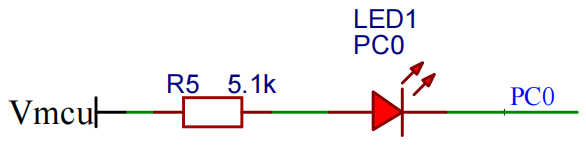 LED1
PC0
R5 5.1k
PC0
Vmcu